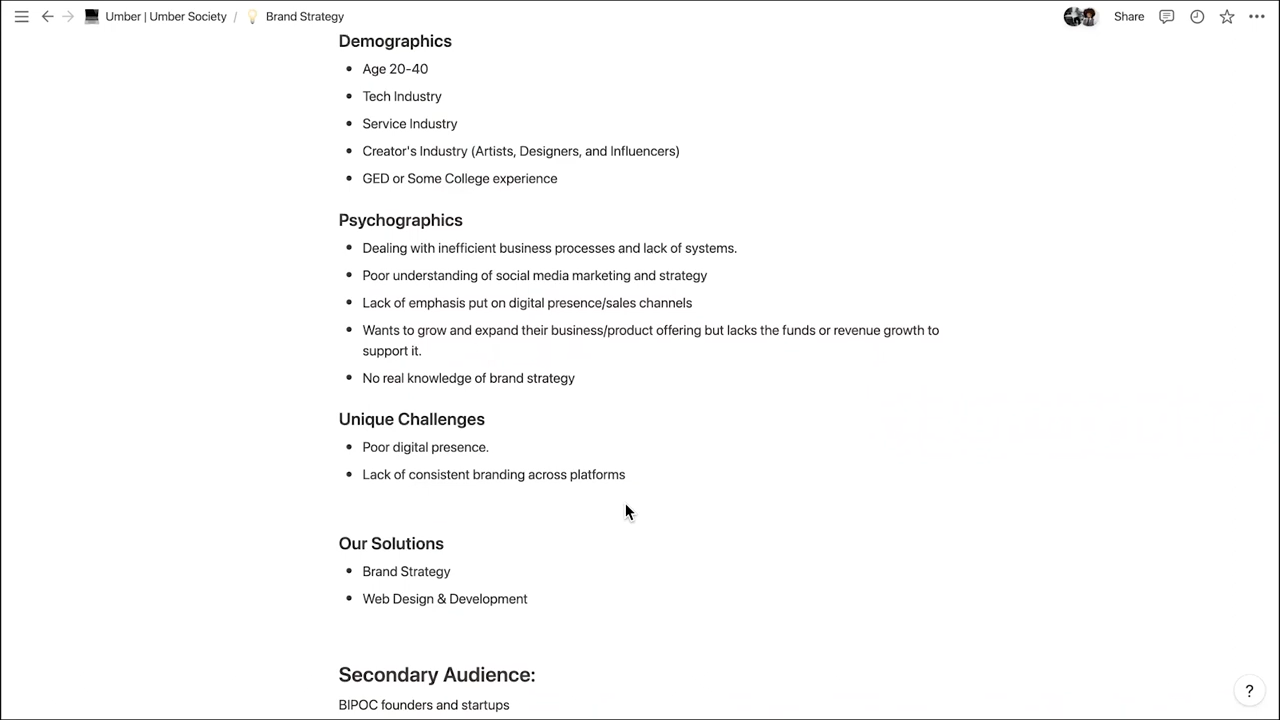 Umber | Umber Society / Brand Strategy Share
Demographics
Age 20-40
Tech Industry
Service Industry
Creator's Industry (Artists, Designers, and Influencers)
GED or Some College experience
Psychographics
Dealing with inefficient business processes and lack of systems.
Poor understanding of social media marketing and strategy
Lack of emphasis put on digital presence/sales channels
Wants to grow and expand their business/product offering but lacks the funds or revenue growth to
support it.
No real knowledge of brand strategy
Unique Challenges
Poor digital presence.
Lack of consistent branding across platforms
Our Solutions
Brand Strategy
Web Design & Development
Secondary Audience:
BIPOC founders and startups
?